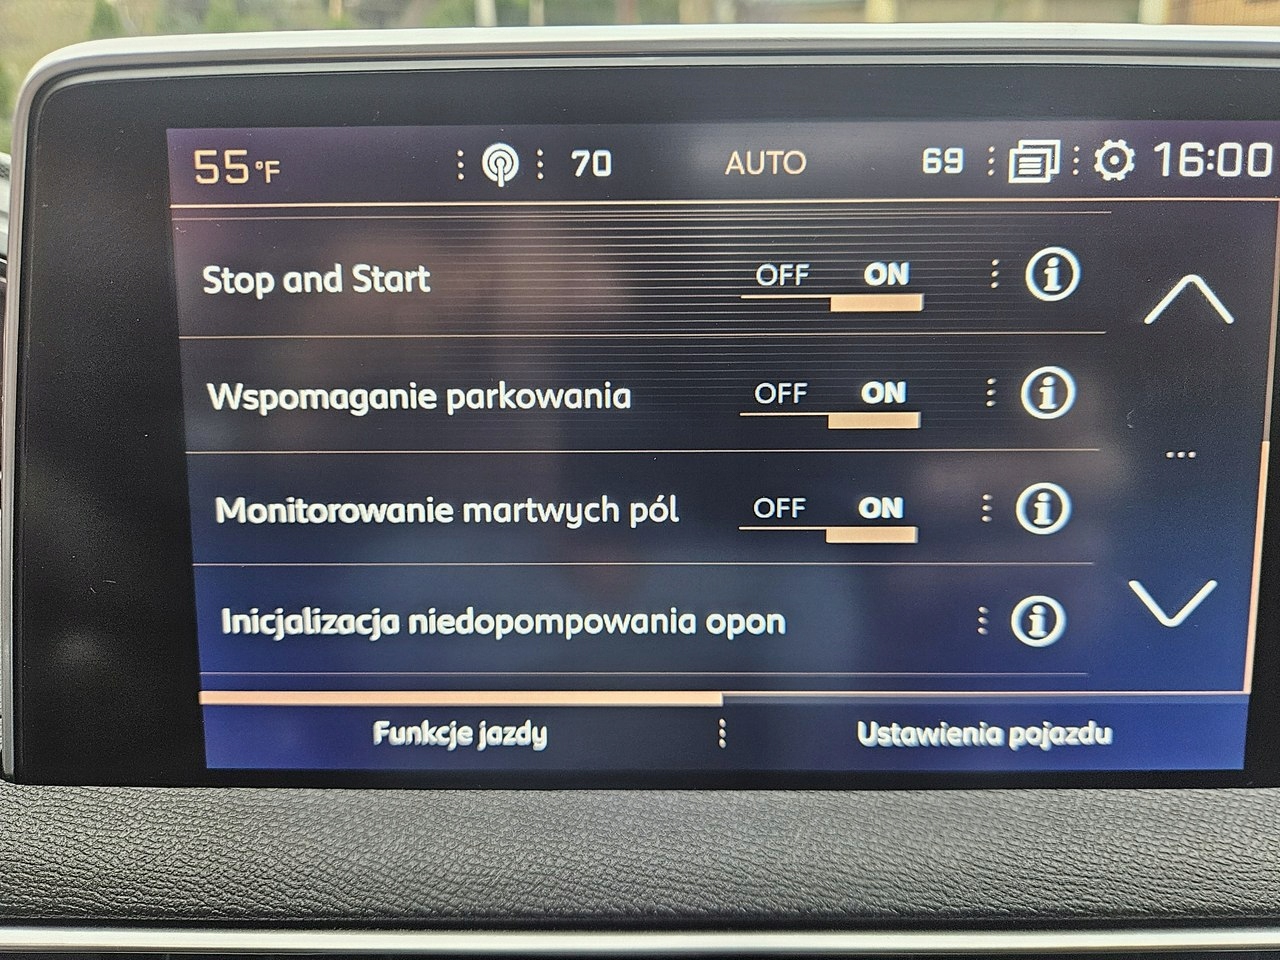 55°F 70 AUTO 69 16:00
Stop and Start OFF ON
Wspomaganie parkowania OFF ON
Monitorowanie martwych pól OFF ON
Inicjalizacja niedopompowania opon
Funkcje jazdy Ustawienia pojazdu